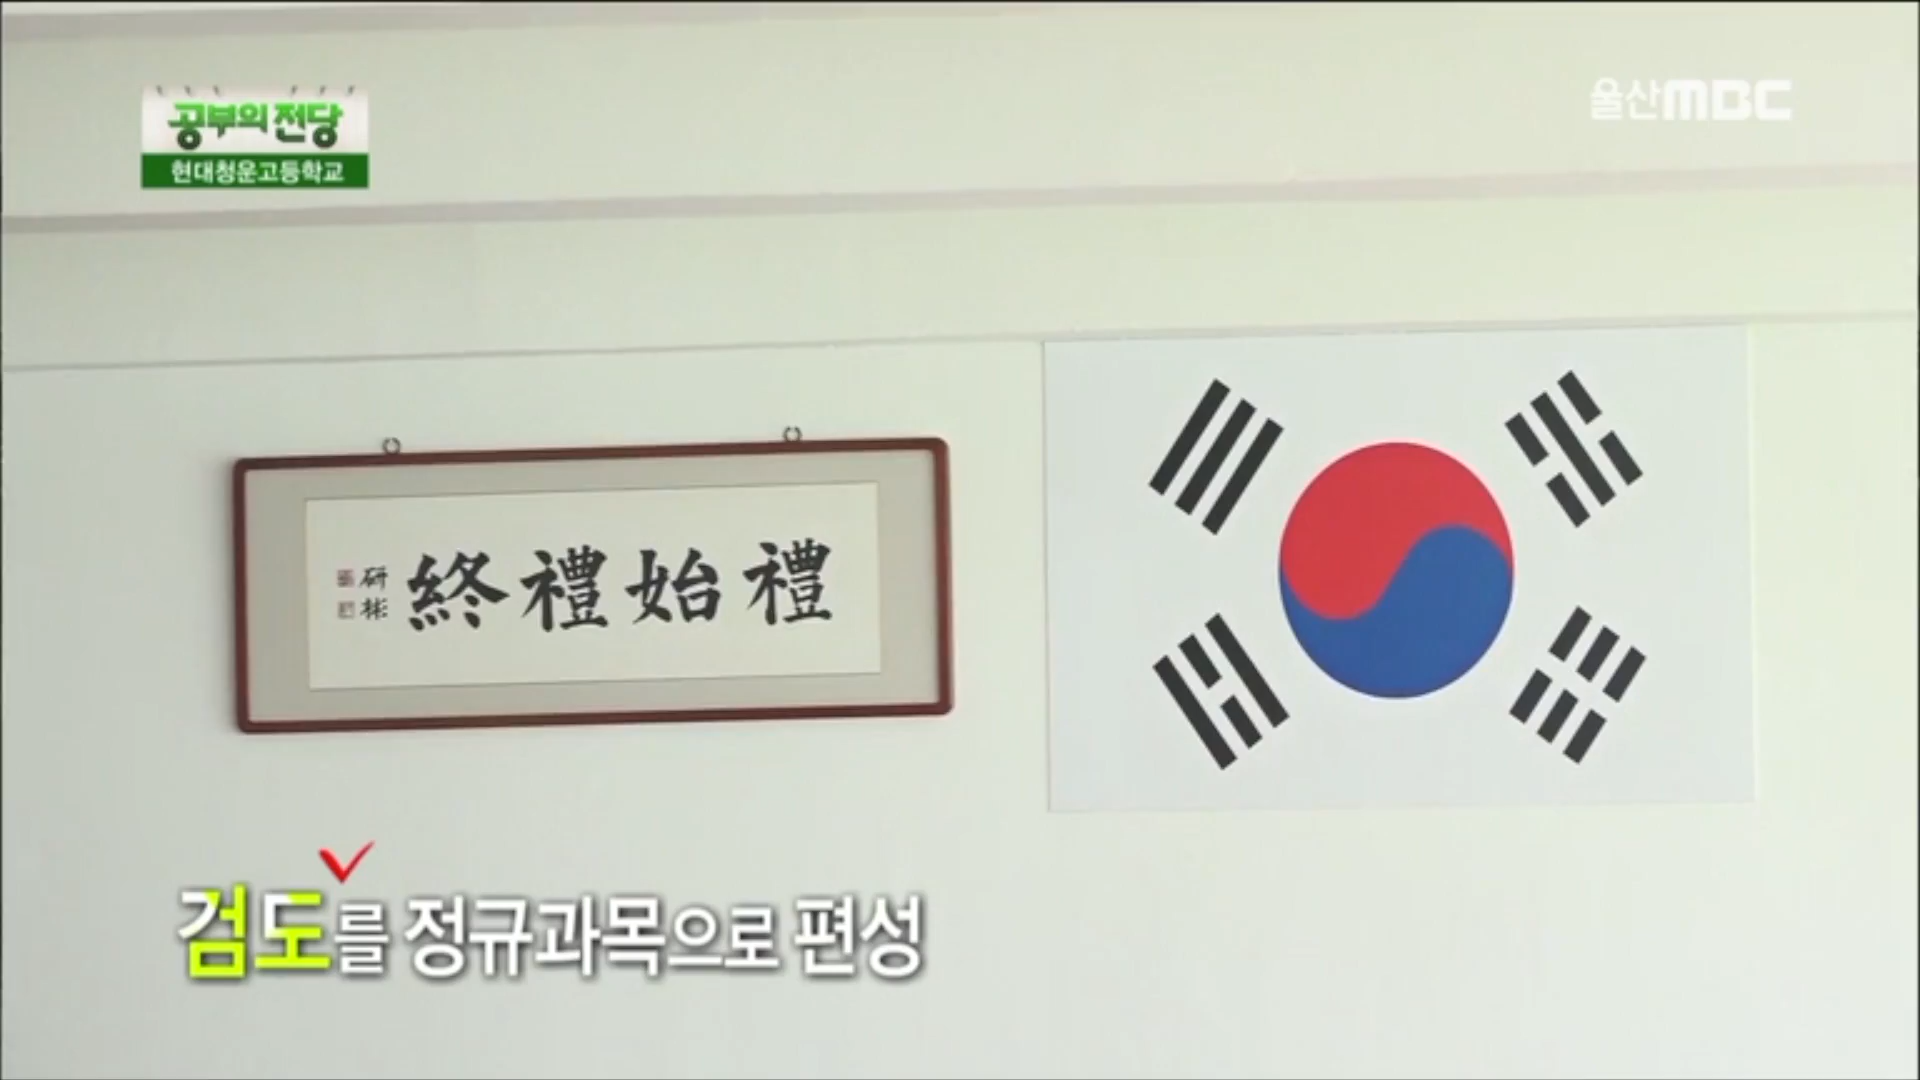 공부의 전당
현대청운고등학교
울산MBC
禮始禮終
研彬
검도를 정규과목으로 편성